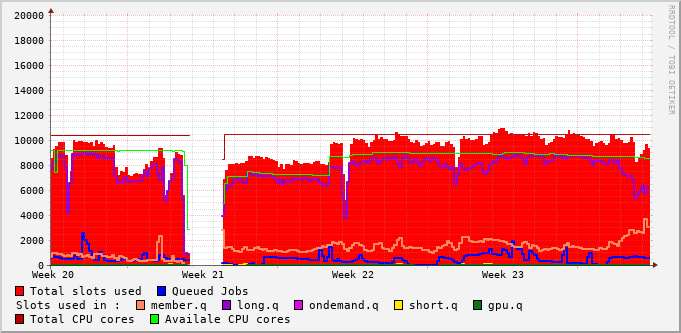 RRDTOOL / TOBI OETIKER
20000
18000
16000
14000
12000
10000
8000
6000
4000
2000
0
Week 20 Week 21 Week 22 Week 23
Total slots used Queued Jobs
Slots used in : member.q long.q ondemand.q short.q gpu.q
Total CPU cores Availale CPU cores